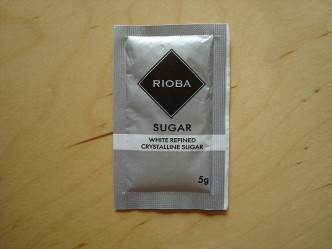 RIOBA
SUGAR
WHITE REFINED
CRYSTALLINE SUGAR
5g